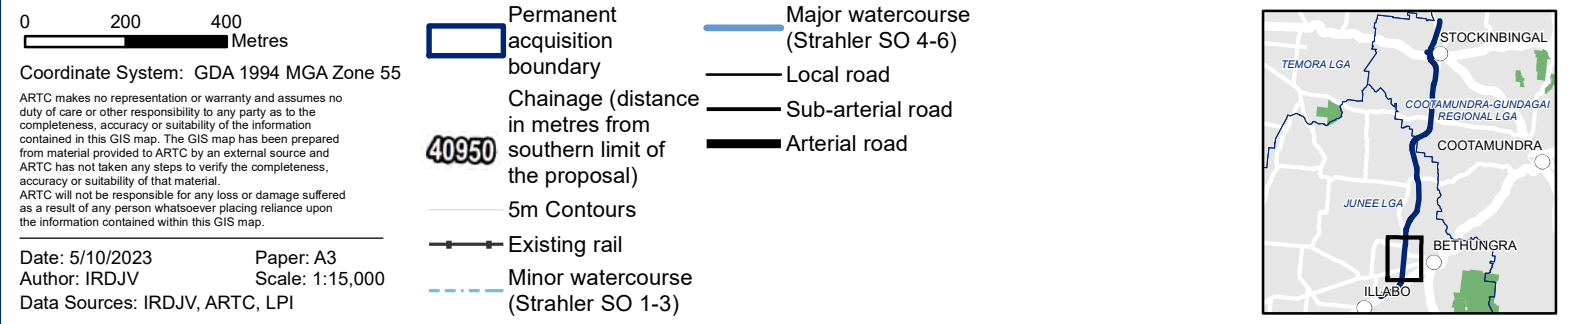 0 200 400
Metres
Coordinate System: GDA 1994 MGA Zone 55
ARTC makes no representation or warranty and assumes no
duty of care or other responsibility to any party as to the
completeness, accuracy or suitability of the information
contained in this GIS map. The GIS map has been prepared
from material provided to ARTC by an external source and
ARTC has not taken any steps to verify the completeness,
accuracy or suitability of that material.
ARTC will not be responsible for any loss or damage suffered
as a result of any person whatsoever placing reliance upon
the information contained within this GIS map.
Date: 5/10/2023 Paper: A3
Author: IRDJV Scale: 1:15,000
Data Sources: IRDJV, ARTC, LPI
Permanent
acquisition
boundary
40950
Chainage (distance
in metres from
southern limit of
the proposal)
5m Contours
Existing rail
Minor watercourse
(Strahler SO 1-3)
Major watercourse
(Strahler SO 4-6)
Local road
Sub-arterial road
Arterial road
STOCKINBINGAL
TEMORA LGA
COOTAMUNDRA-GUNDAGAI
REGIONAL LGA
COOTAMUNDRA
JUNEE LGA
BETHUNGRA
ILLABO